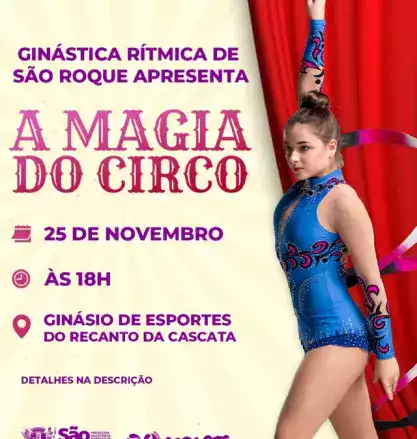 GINÁSTICA RÍTMICA DE
SÃO ROQUE APRESENTA
A MAGIA
DO CIRCO
25 DE NOVEMBRO
ÀS 18H
GINÁSIO DE ESPORTES
DO RECANTO DA CASCATA
DETALHES NA DESCRIÇÃO
São